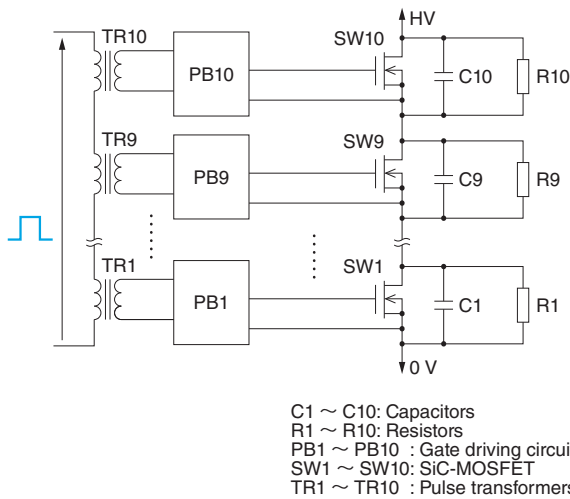 HV
TR10
SW10
PB10
C10
R10
TR9
SW9
PB9
C9
R9
TR1
SW1
PB1
C1
R1
0 V
C1 ~ C10: Capacitors
R1 ~ R10: Resistors
PB1 ~ PB10 : Gate driving circui
SW1 ~ SW10: SiC-MOSFET
TR1 ~ TR10 : Pulse transformers